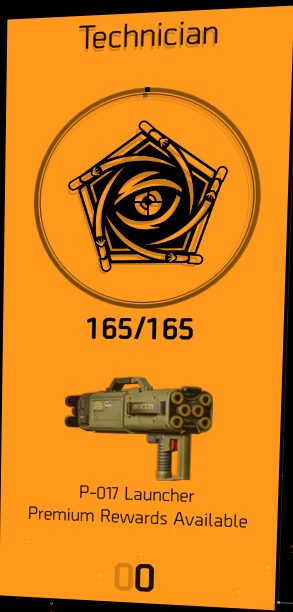 Technician
165/165
P-017 Launcher
Premium Rewards Available
00